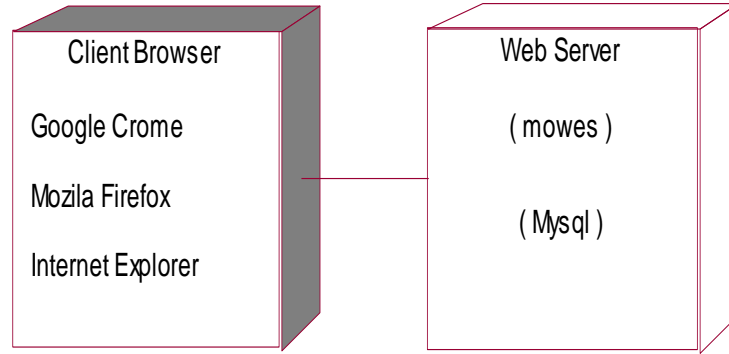 Client Browser
Google Crome
Mozila Firefox
Internet Explorer
Web Server
( mowes )
( Mysql )